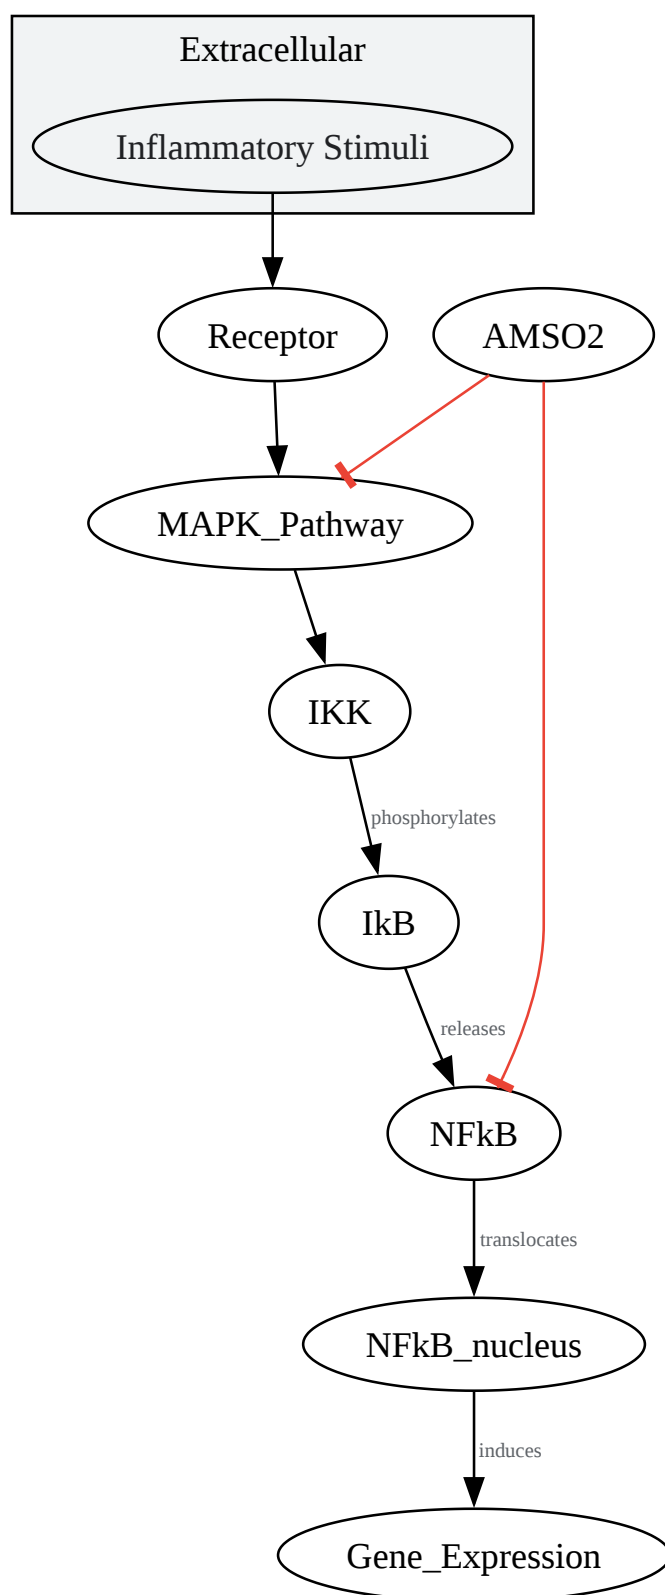 Extracellular
Inflammatory Stimuli
Receptor
AMSO2
MAPK_Pathway
IKK
phosphorylates
IkB
releases
NFkB
translocates
NFkB_nucleus
induces
Gene_Expression